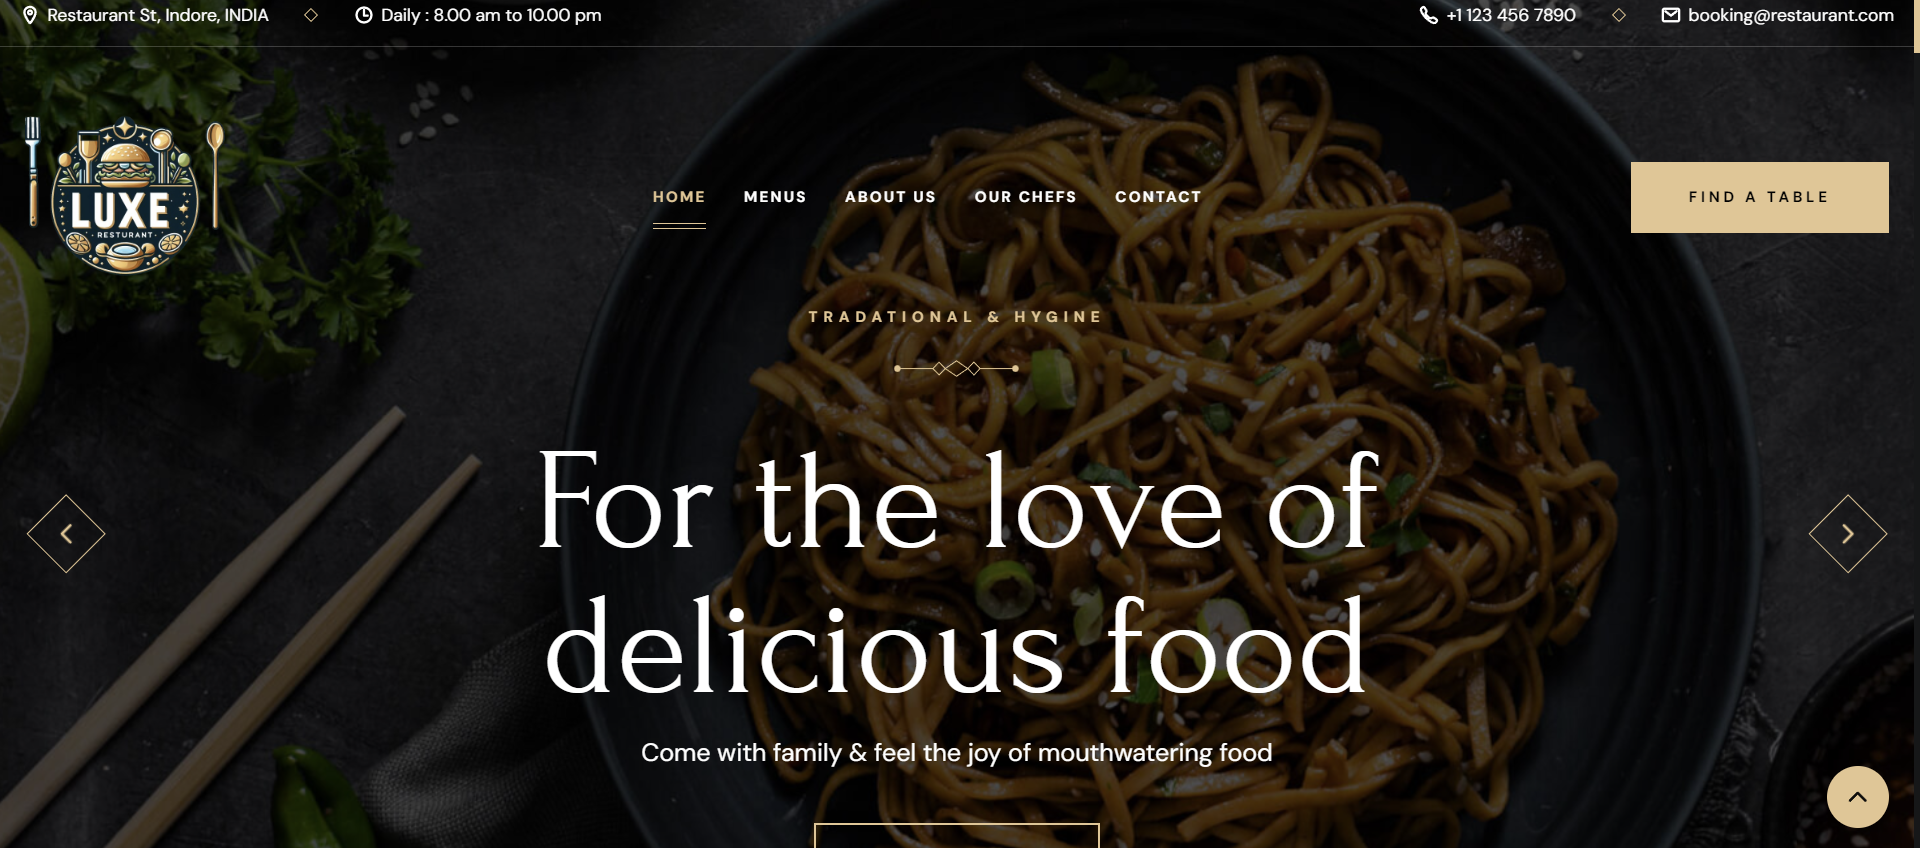 Restaurant St, Indore, INDIA
Daily : 8.00 am to 10.00 pm
+1 123 456 7890
booking@restaurant.com
LUXE
RESTURANT
HOME
MENUS
ABOUT US
OUR CHEFS
CONTACT
FIND A TABLE
TRADATIONAL & HYGINE
For the love of
delicious food
Come with family & feel the joy of mouthwatering food